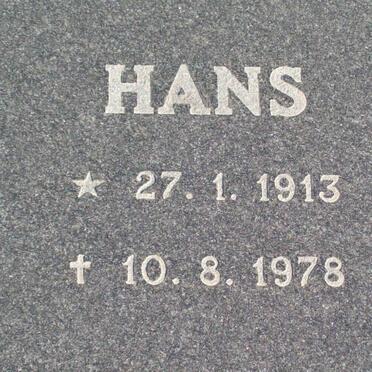 HANS
★ 27. 1. 1913
✝ 10. 8. 1978